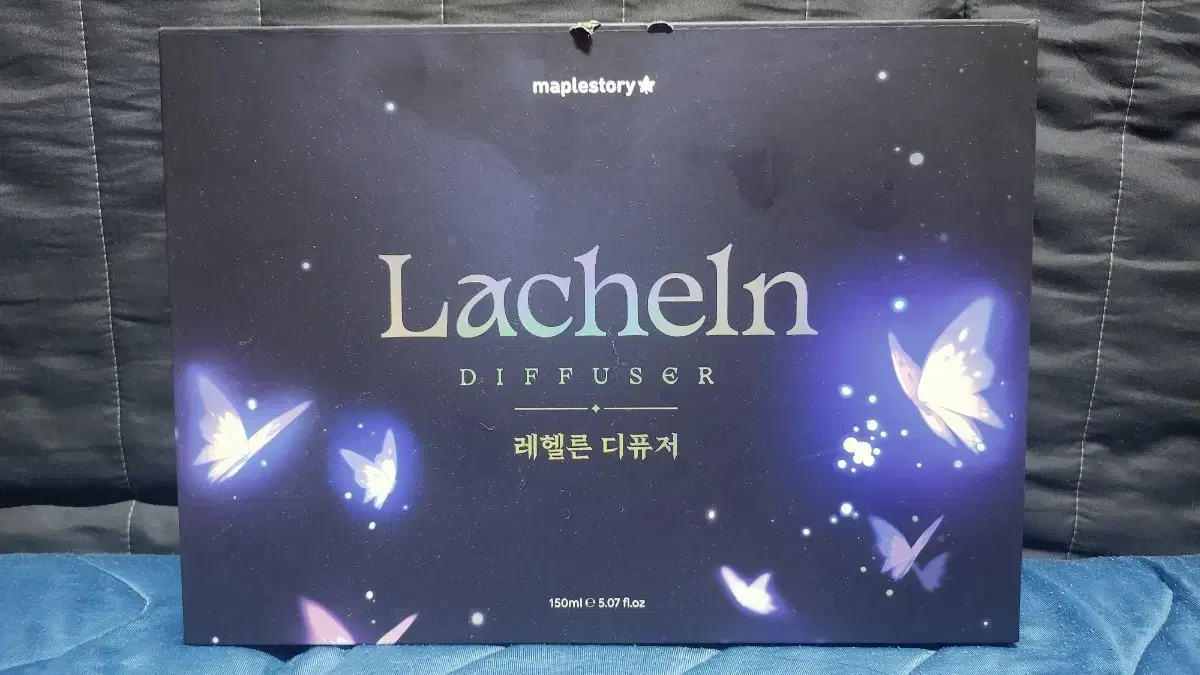 maplestory
Lacheln
DIFFUSER
레헬른 디퓨저
150ml ℮ 5.07 fl.oz